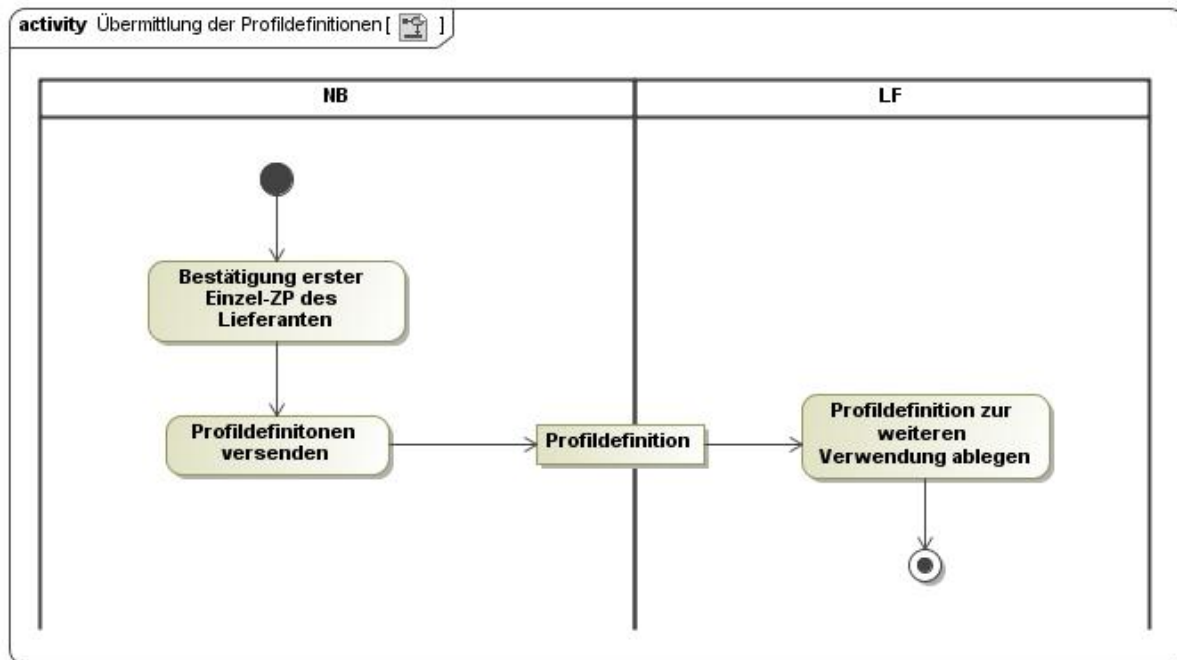 activity Übermittlung der Profildefinitionen [ ]
NB
LF
Bestätigung erster
Einzel-ZP des
Lieferanten
Profildefinitonen
versenden
Profildefinition
Profildefinition zur
weiteren
Verwendung ablegen